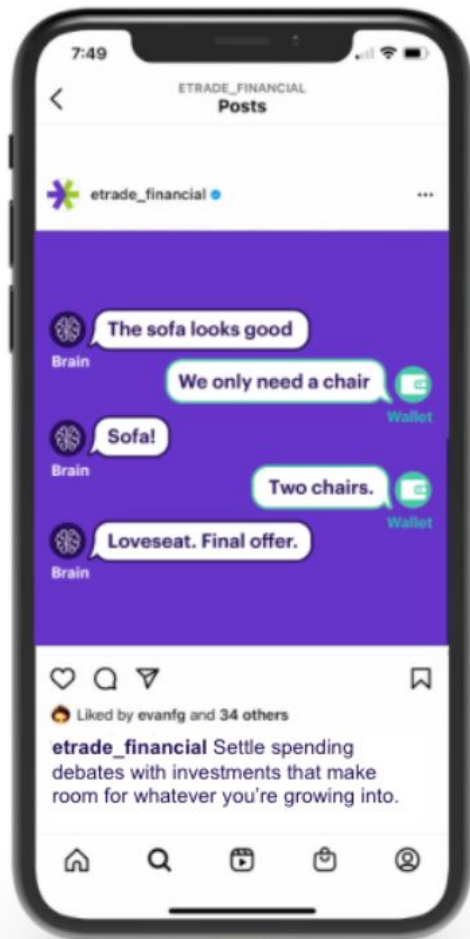 7:49
ETRADE_FINANCIAL
Posts
etrade_financial
The sofa looks good
Brain
We only need a chair
Wallet
Sofa!
Brain
Two chairs.
Wallet
Loveseat. Final offer.
Brain
Liked by evanfg and 34 others
etrade_financial Settle spending
debates with investments that make
room for whatever you’re growing into.